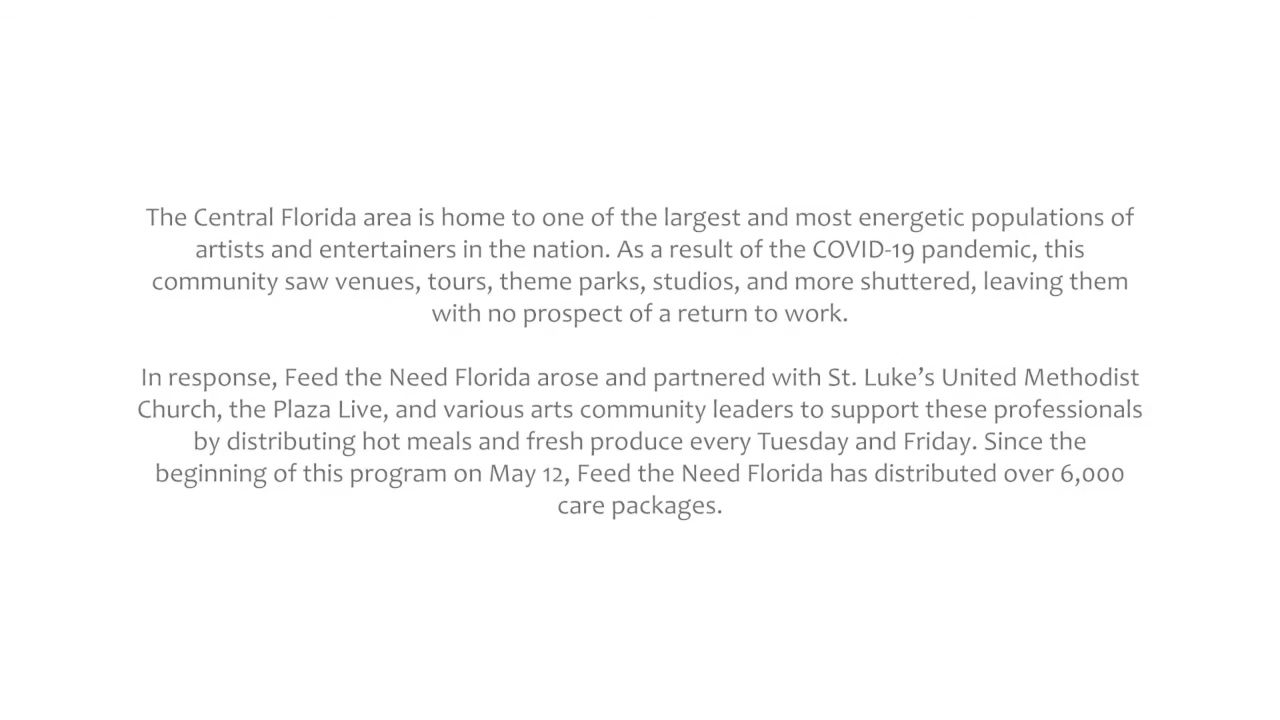 The Central Florida area is home to one of the largest and most energetic populations of
artists and entertainers in the nation. As a result of the COVID-19 pandemic, this
community saw venues, tours, theme parks, studios, and more shuttered, leaving them
with no prospect of a return to work.
In response, Feed the Need Florida arose and partnered with St. Luke’s United Methodist
Church, the Plaza Live, and various arts community leaders to support these professionals
by distributing hot meals and fresh produce every Tuesday and Friday. Since the
beginning of this program on May 12, Feed the Need Florida has distributed over 6,000
care packages.